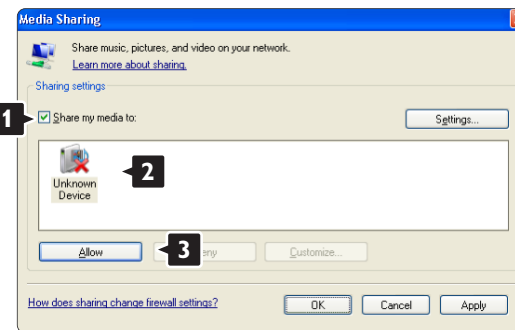 Media Sharing
Share music, pictures, and video on your network.
Learn more about sharing.
Sharing settings
1
Share my media to:
Settings...
2
Unknown
Device
Allow
3
Customize...
How does sharing change firewall settings?
OK
Cancel
Apply